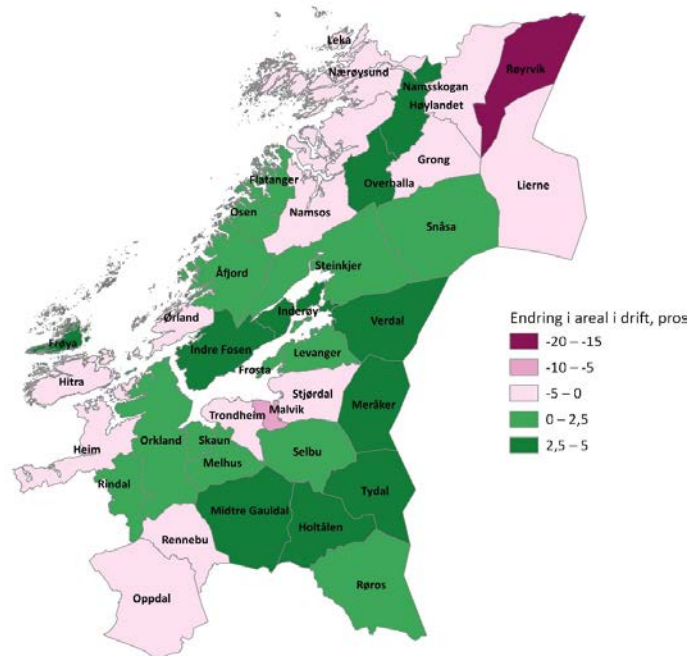 Leka
Nærøysund
Namsskogan
Røyrvik
Høylandet
Grong
Overhalla
Lierne
Flatanger
Osen
Namsos
Snåsa
Steinkjer
Åfjord
Ørland
Inderøy
Verdal
Frøya
Indre Fosen
Levanger
Frosta
Hitra
Stjørdal
Meråker
Trondheim
Malvik
Heim
Orkland
Skaun
Selbu
Melhus
Rindal
Tydal
Midtre Gauldal
Holtålen
Rennebu
Oppdal
Røros
Endring i areal i drift, pros
-20 – -15
-10 – -5
-5 – 0
0 – 2,5
2,5 – 5